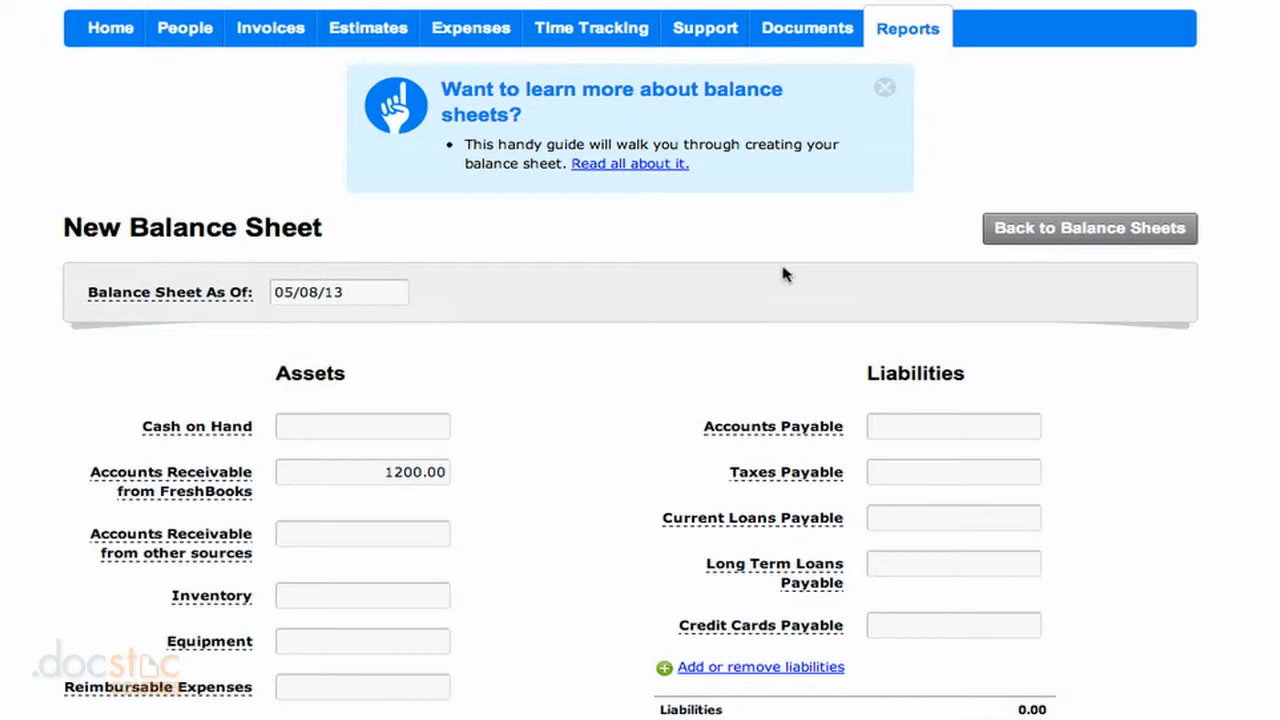 Home People Invoices Estimates Expenses Time Tracking Support Documents Reports
Want to learn more about balance
sheets?
• This handy guide will walk you through creating your
balance sheet. Read all about it.
New Balance Sheet
Back to Balance Sheets
Balance Sheet As Of: 05/08/13
Assets
Cash on Hand
Accounts Receivable
from FreshBooks
1200.00
Accounts Receivable
from other sources
Inventory
Equipment
Reimbursable Expenses
Liabilities
Accounts Payable
Taxes Payable
Current Loans Payable
Long Term Loans
Payable
Credit Cards Payable
Add or remove liabilities
Liabilities 0.00
.docstoc